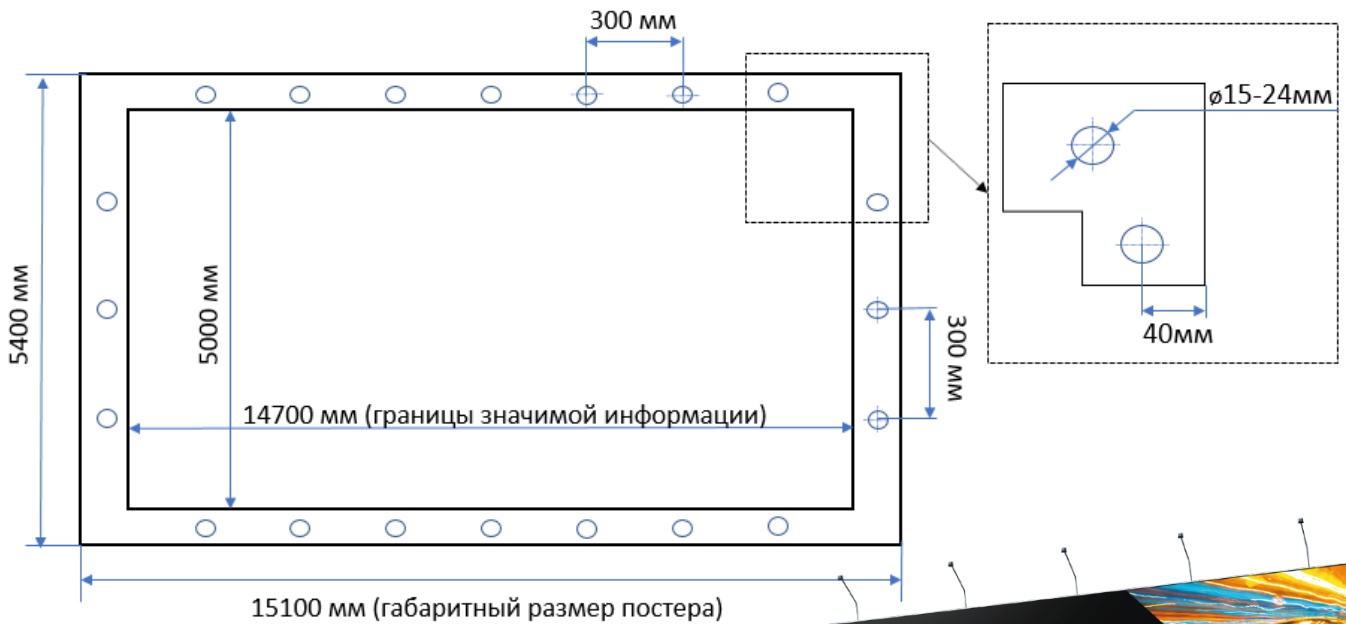 300 мм
ø15-24мм
5400 мм
5000 мм
300 мм
40мм
14700 мм (границы значимой информации)
15100 мм (габаритный размер постера)